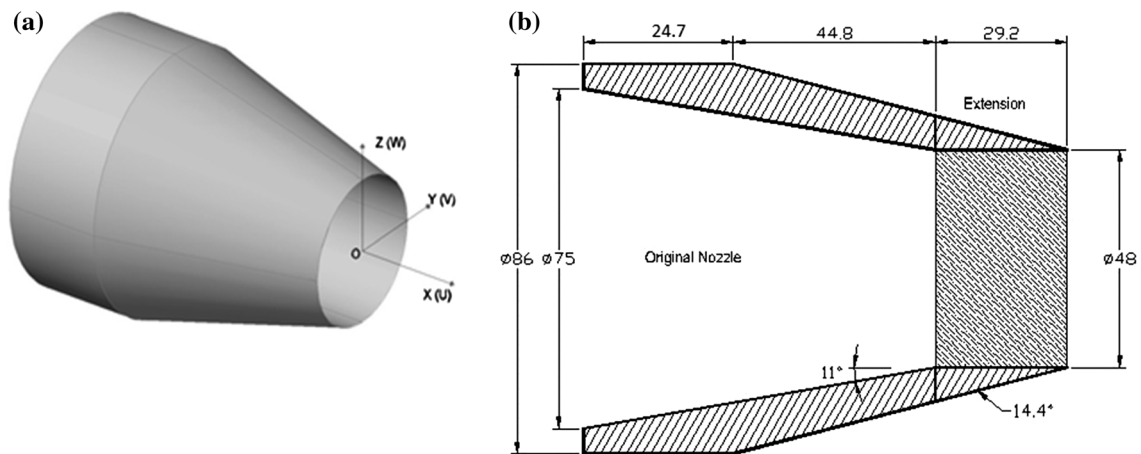 (a)
Z (W)
Y (V)
O
X (U)
(b)
24.7
44.8
29.2
Extension
ø86
ø75
Original Nozzle
ø48
11°
14.4°